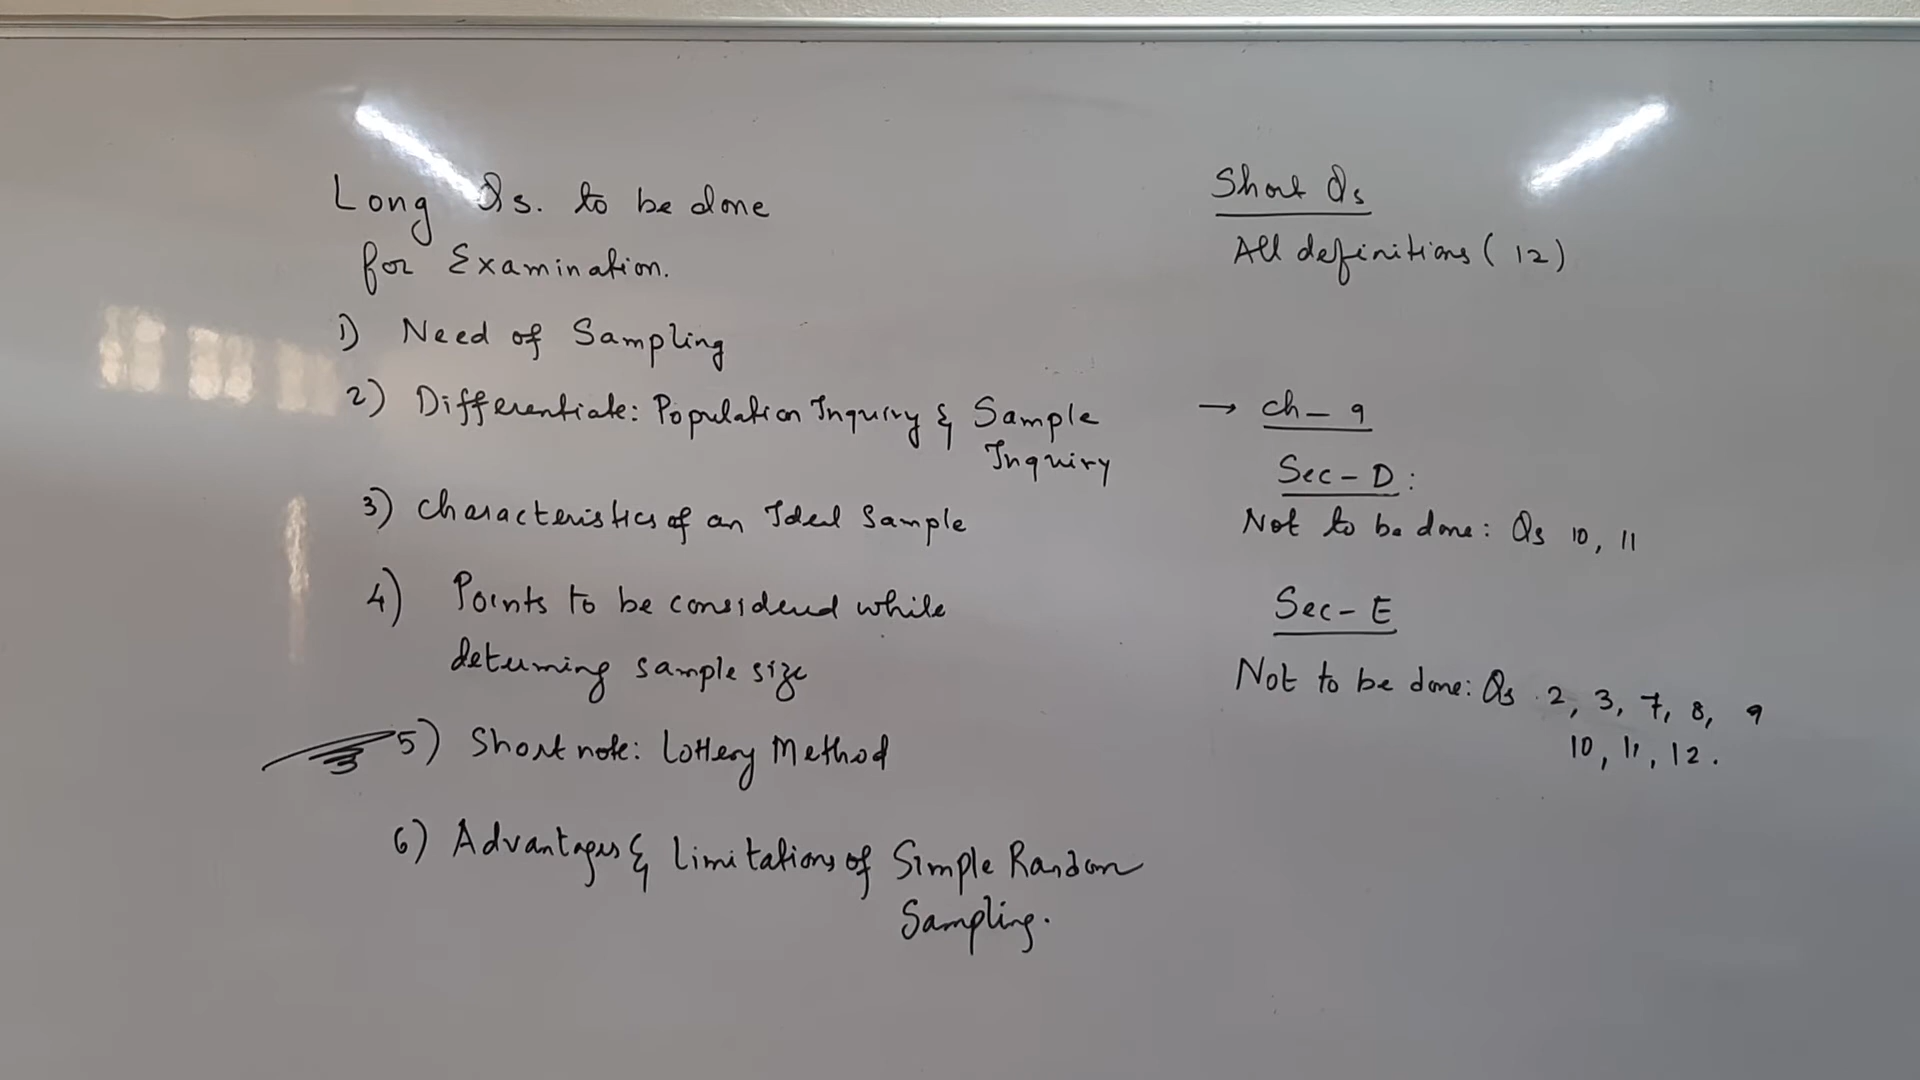 Long Qs. to be done
for Examination.
1) Need of Sampling
2) Differentiate: Population Inquiry & Sample
Inquiry
3) Characteristics of an Ideal Sample
4) Points to be considered while
determing sample size
5) Short note: Lottery Method
6) Advantages & Limitations of Simple Random
Sampling.
Short Qs
All definitions (12)
→ Ch - 9
Sec - D:
Not to be done: Qs 10, 11
Sec - E
Not to be done: Qs 2, 3, 7, 8, 9
10, 11, 12.